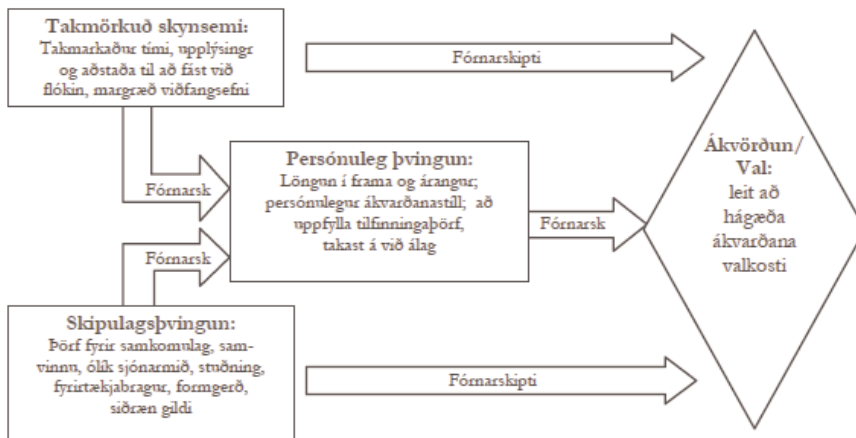 Takmörkuð skynsemi:
Takmarkaður tími, upplýsingr
og aðstaða til að fást við
flókin, margræð viðfangsefni
Fórnarskipti
Fórnarsk
Persónuleg þvingun:
Löngun í frama og árangur;
persónulegur ákvarðanastíll; að
uppfylla tilfinningaþörf,
takast á við álag
Fórnarsk
Fórnarsk
Ákvörðun/
Val:
leit að
hágæða
ákvarðana
valkosti
Skipulagsþvingun:
Þörf fyrir samkomulag, sam-
vinnu, ólík sjónarmið, stuðning,
fyrirtækjabragur, formgerð,
siðræn gildi
Fórnarskipti